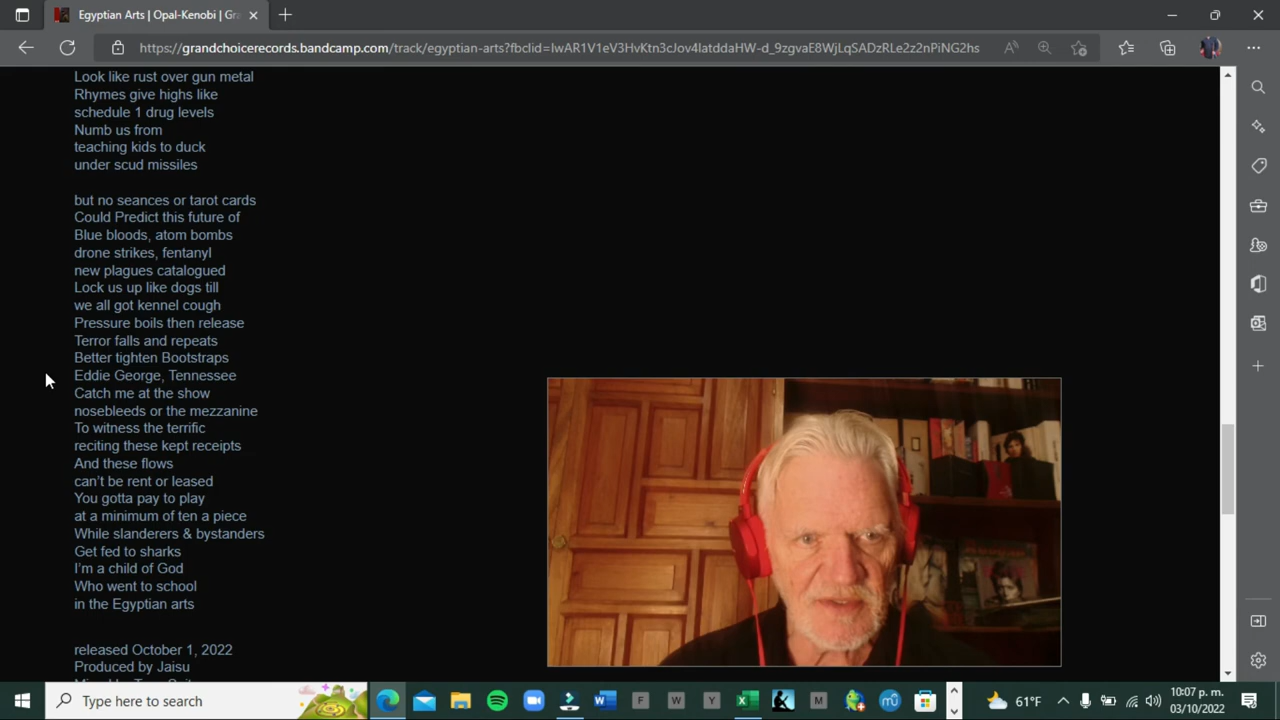 Egyptian Arts | Opal-Kenobi | Gra
https://grandchoicerecords.bandcamp.com/track/egyptian-arts?fbclid=IwAR1V1eV3HvKtn3cJov4latddaHW-d_9zgvaE8WjLqSADzRLe2z2nPiNG2hs
Look like rust over gun metal
Rhymes give highs like
schedule 1 drug levels
Numb us from
teaching kids to duck
under scud missiles
but no seances or tarot cards
Could Predict this future of
Blue bloods, atom bombs
drone strikes, fentanyl
new plagues catalogued
Lock us up like dogs till
we all got kennel cough
Pressure boils then release
Terror falls and repeats
Better tighten Bootstraps
Eddie George, Tennessee
Catch me at the show
nosebleeds or the mezzanine
To witness the terrific
reciting these kept receipts
And these flows
can’t be rent or leased
You gotta pay to play
at a minimum of ten a piece
While slanderers & bystanders
Get fed to sharks
I’m a child of God
Who went to school
in the Egyptian arts
released October 1, 2022
Produced by Jaisu
Type here to search
F
W
Y
M
61°F
10:07 p. m.
03/10/2022